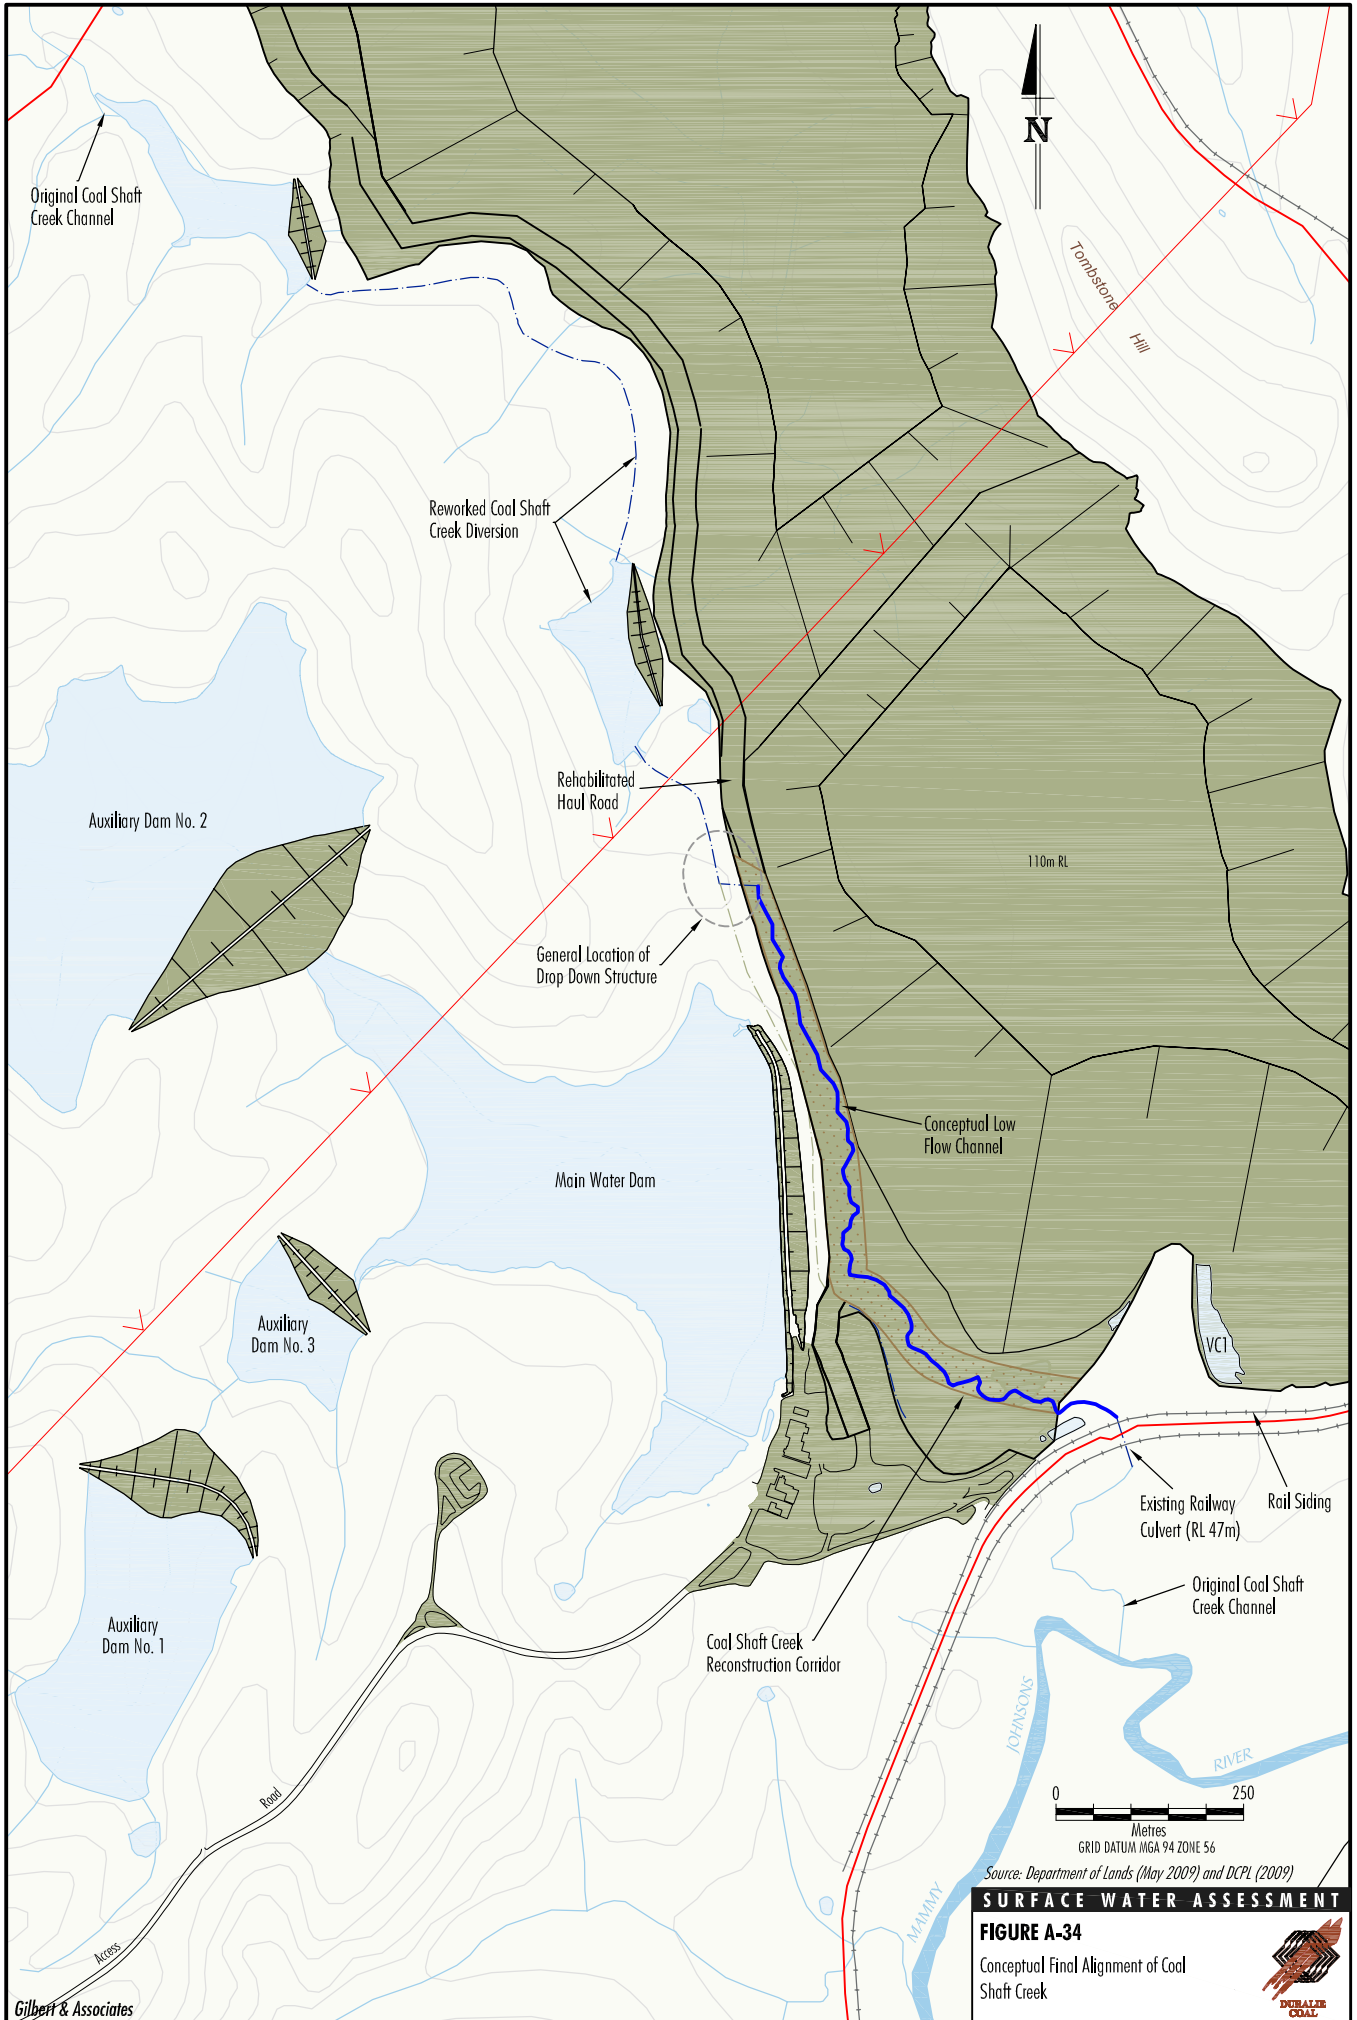 N
Original Coal Shaft
Creek Channel
Tombstone
Hill
Reworked Coal Shaft
Creek Diversion
Rehabilitated
Haul Road
Auxiliary Dam No. 2
110m RL
General Location of
Drop Down Structure
Conceptual Low
Flow Channel
Main Water Dam
Auxiliary
Dam No. 3
VC1
Existing Railway
Culvert (RL 47m)
Rail Siding
Original Coal Shaft
Creek Channel
Auxiliary
Dam No. 1
Coal Shaft Creek
Reconstruction Corridor
JOHNSONS
RIVER
MAMMY
Road
Access
0 250
Metres
GRID DATUM MGA 94 ZONE 56
Source: Department of Lands (May 2009) and DCPL (2009)
SURFACE WATER ASSESSMENT
FIGURE A-34
Conceptual Final Alignment of Coal
Shaft Creek
DURALIE
COAL
Gilbert & Associates